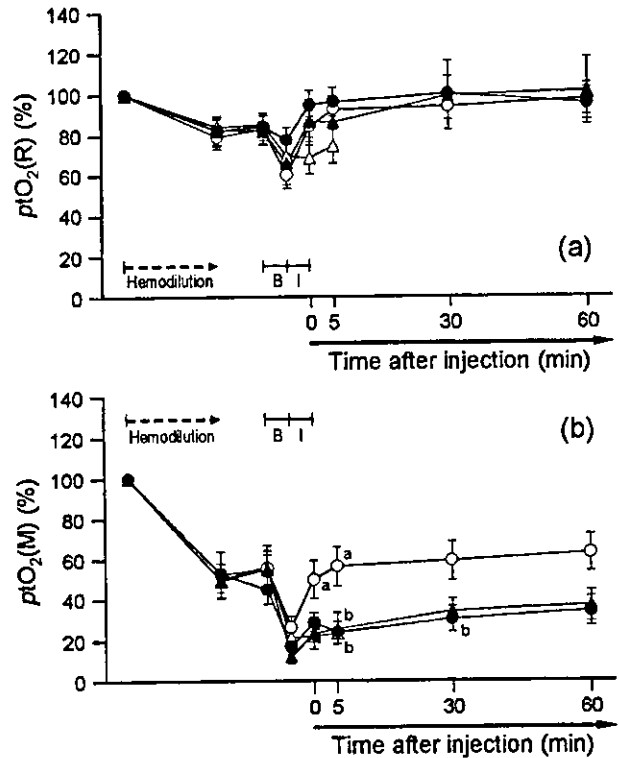 140
120
100
80
60
40
20
0
ptO2(R) (%)
(a)
Hemodilution
B
I
0
5
30
60
Time after injection (min)
140
120
100
80
60
40
20
0
ptO2(M) (%)
Hemodilution
B
I
(b)
a
a
b
b
b
0
5
30
60
Time after injection (min)